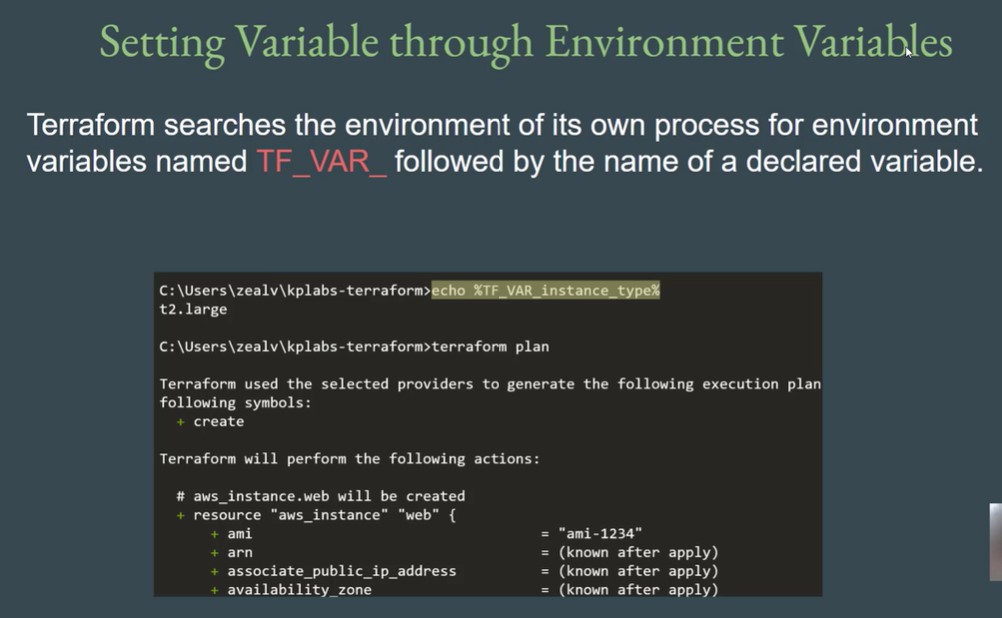 Setting Variable through Environment Variables
Terraform searches the environment of its own process for environment
variables named TF_VAR_ followed by the name of a declared variable.
C:\Users\zealv\kplabs-terraform>echo %TF_VAR_instance_type%
t2.large
C:\Users\zealv\kplabs-terraform>terraform plan
Terraform used the selected providers to generate the following execution plan
following symbols:
+ create
Terraform will perform the following actions:
# aws_instance.web will be created
+ resource "aws_instance" "web" {
+ ami = "ami-1234"
+ arn = (known after apply)
+ associate_public_ip_address = (known after apply)
+ availability_zone = (known after apply)